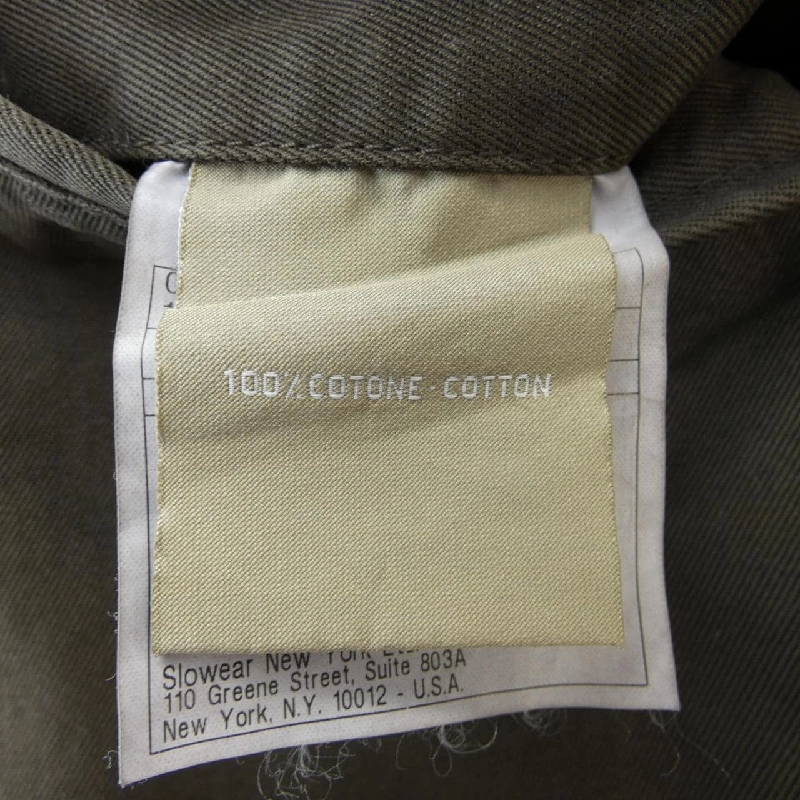 100% COTONE · COTTON
Slowear New York
110 Greene Street, Suite 803A
New York, N.Y. 10012 - U.S.A.